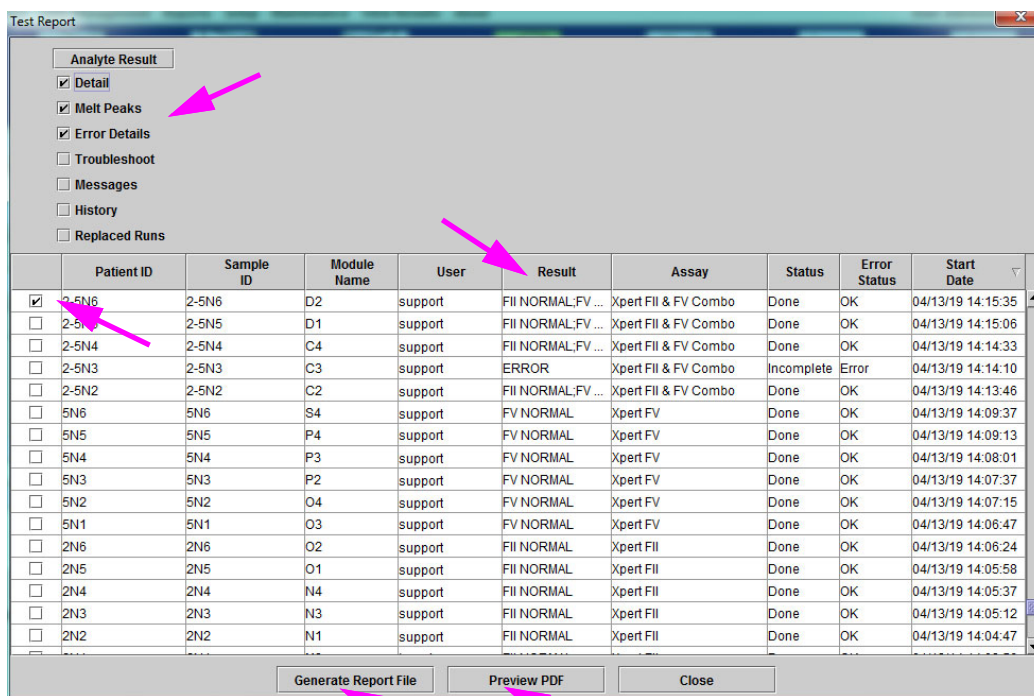 Test Report
Analyte Result
Detail
Melt Peaks
Error Details
Troubleshoot
Messages
History
Replaced Runs
Patient ID Sample ID Module Name User Result Assay Status Error Status Start Date
2-5N6 2-5N6 D2 support FII NORMAL;FV ... Xpert FII & FV Combo Done OK 04/13/19 14:15:35
2-5N5 D1 support FII NORMAL;FV ... Xpert FII & FV Combo Done OK 04/13/19 14:15:06
2-5N4 2-5N4 C4 support FII NORMAL;FV ... Xpert FII & FV Combo Done OK 04/13/19 14:14:33
2-5N3 2-5N3 C3 support ERROR Xpert FII & FV Combo Incomplete Error 04/13/19 14:14:10
2-5N2 2-5N2 C2 support FII NORMAL;FV ... Xpert FII & FV Combo Done OK 04/13/19 14:13:46
5N6 5N6 S4 support FV NORMAL Xpert FV Done OK 04/13/19 14:09:37
5N5 5N5 P4 support FV NORMAL Xpert FV Done OK 04/13/19 14:09:13
5N4 5N4 P3 support FV NORMAL Xpert FV Done OK 04/13/19 14:08:01
5N3 5N3 P2 support FV NORMAL Xpert FV Done OK 04/13/19 14:07:37
5N2 5N2 O4 support FV NORMAL Xpert FV Done OK 04/13/19 14:07:15
5N1 5N1 O3 support FV NORMAL Xpert FV Done OK 04/13/19 14:06:47
2N6 2N6 O2 support FII NORMAL Xpert FII Done OK 04/13/19 14:06:24
2N5 2N5 O1 support FII NORMAL Xpert FII Done OK 04/13/19 14:05:58
2N4 2N4 N4 support FII NORMAL Xpert FII Done OK 04/13/19 14:05:37
2N3 2N3 N3 support FII NORMAL Xpert FII Done OK 04/13/19 14:05:12
2N2 2N2 N1 support FII NORMAL Xpert FII Done OK 04/13/19 14:04:47
Generate Report File Preview PDF Close